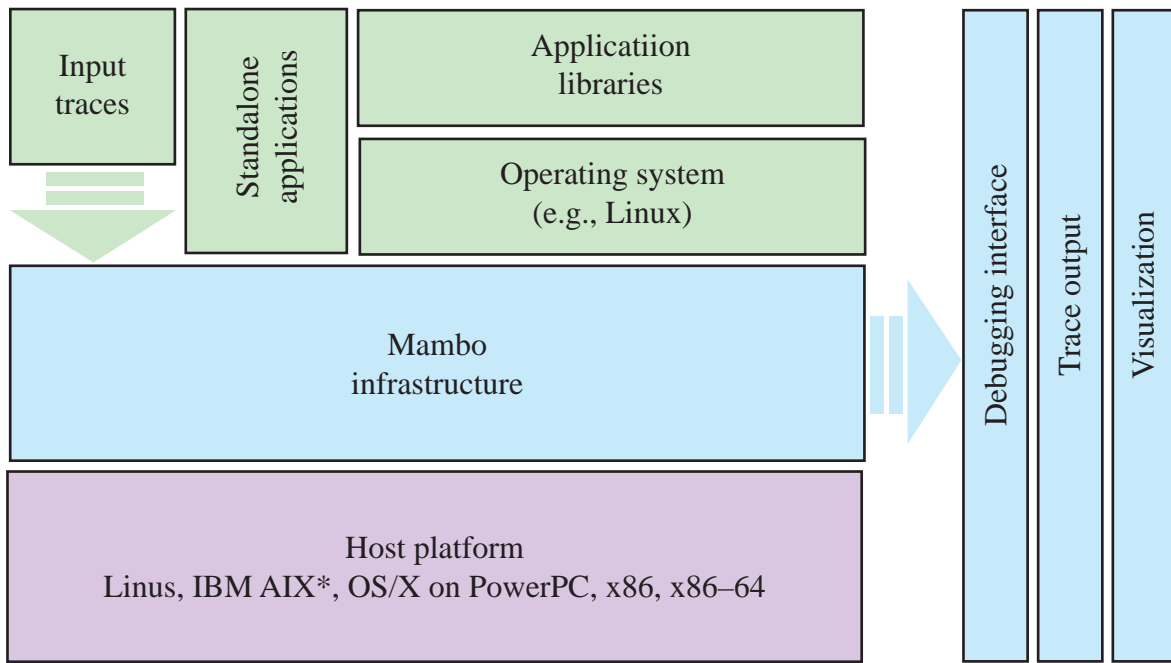 Input
traces
Standalone
applications
Applicatiion
libraries
Operating system
(e.g., Linux)
Mambo
infrastructure
Host platform
Linus, IBM AIX*, OS/X on PowerPC, x86, x86–64
Debugging interface
Trace output
Visualization